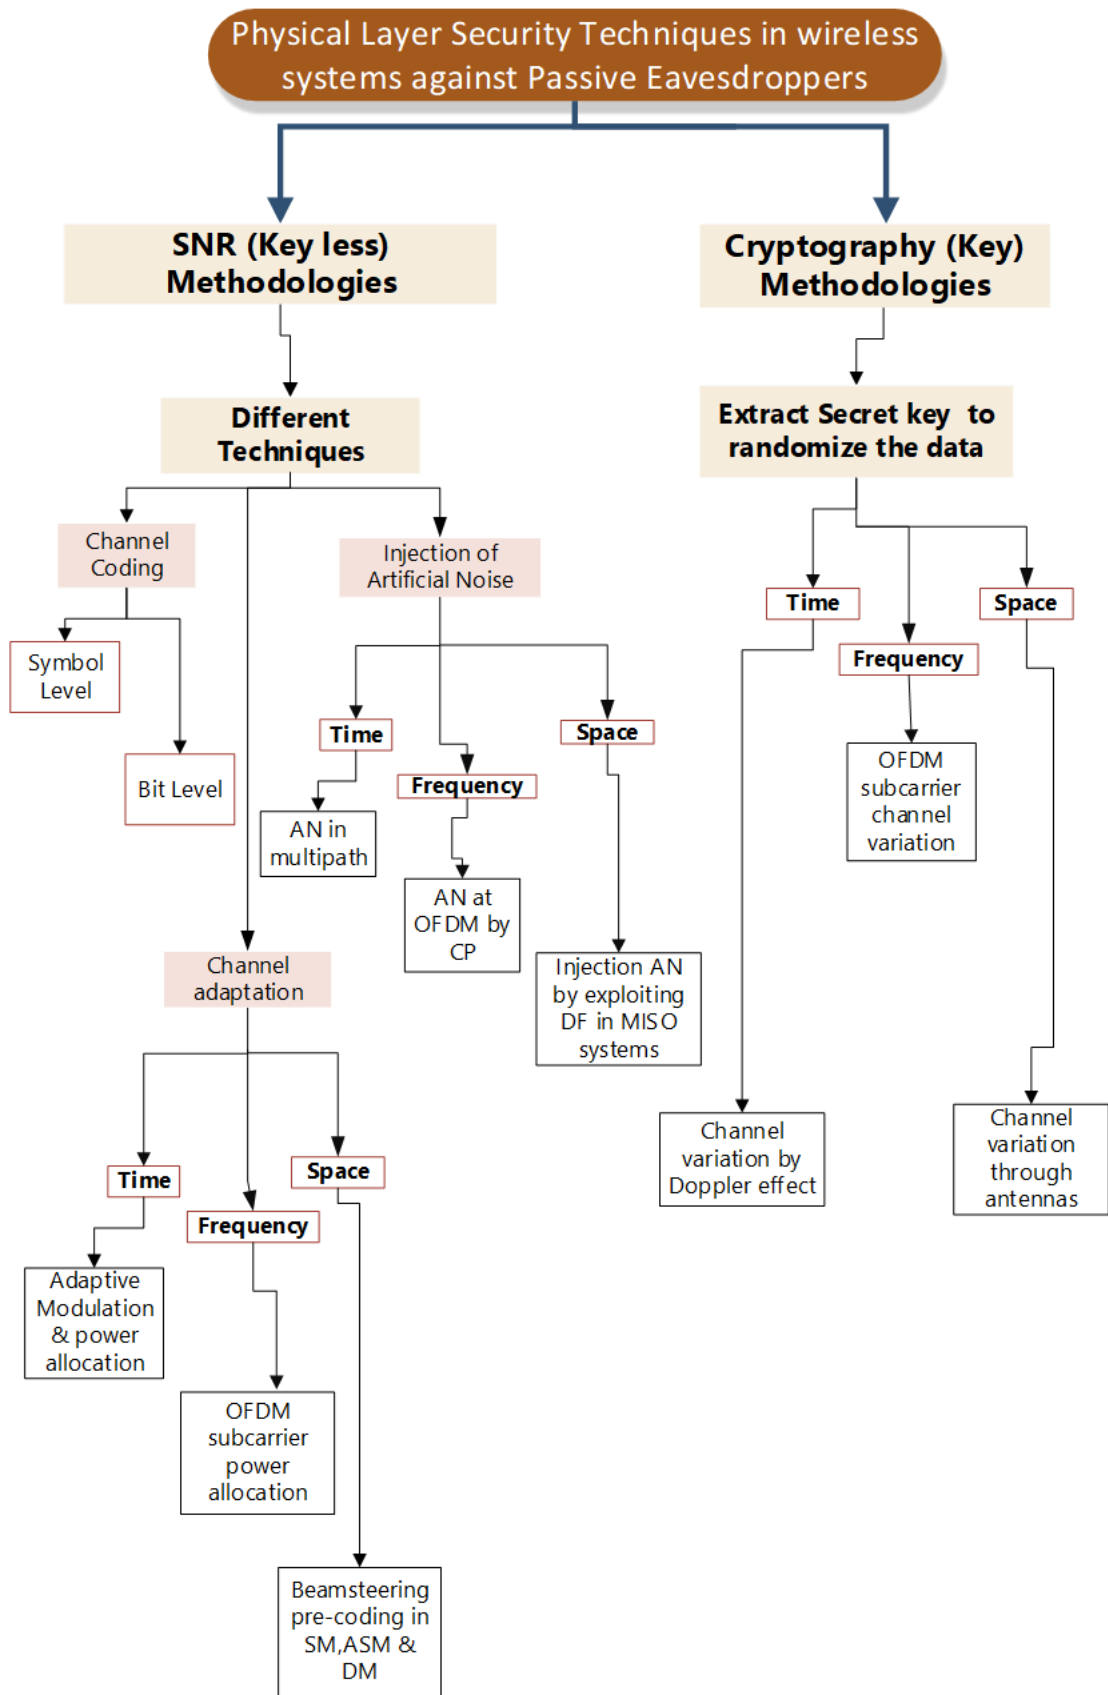 Physical Layer Security Techniques in wireless
systems against Passive Eavesdroppers
SNR (Key less)
Methodologies
Cryptography (Key)
Methodologies
Different
Techniques
Extract Secret key to
randomize the data
Channel
Coding
Injection of
Artificial Noise
Symbol
Level
Bit Level
Time
Frequency
Space
AN in
multipath
AN at
OFDM by
CP
Injection AN
by exploiting
DF in MISO
systems
Time
Frequency
Space
OFDM
subcarrier
channel
variation
Channel
variation by
Doppler effect
Channel
variation
through
antennas
Channel
adaptation
Time
Frequency
Space
Adaptive
Modulation
& power
allocation
OFDM
subcarrier
power
allocation
Beamsteering
pre-coding in
SM,ASM &
DM